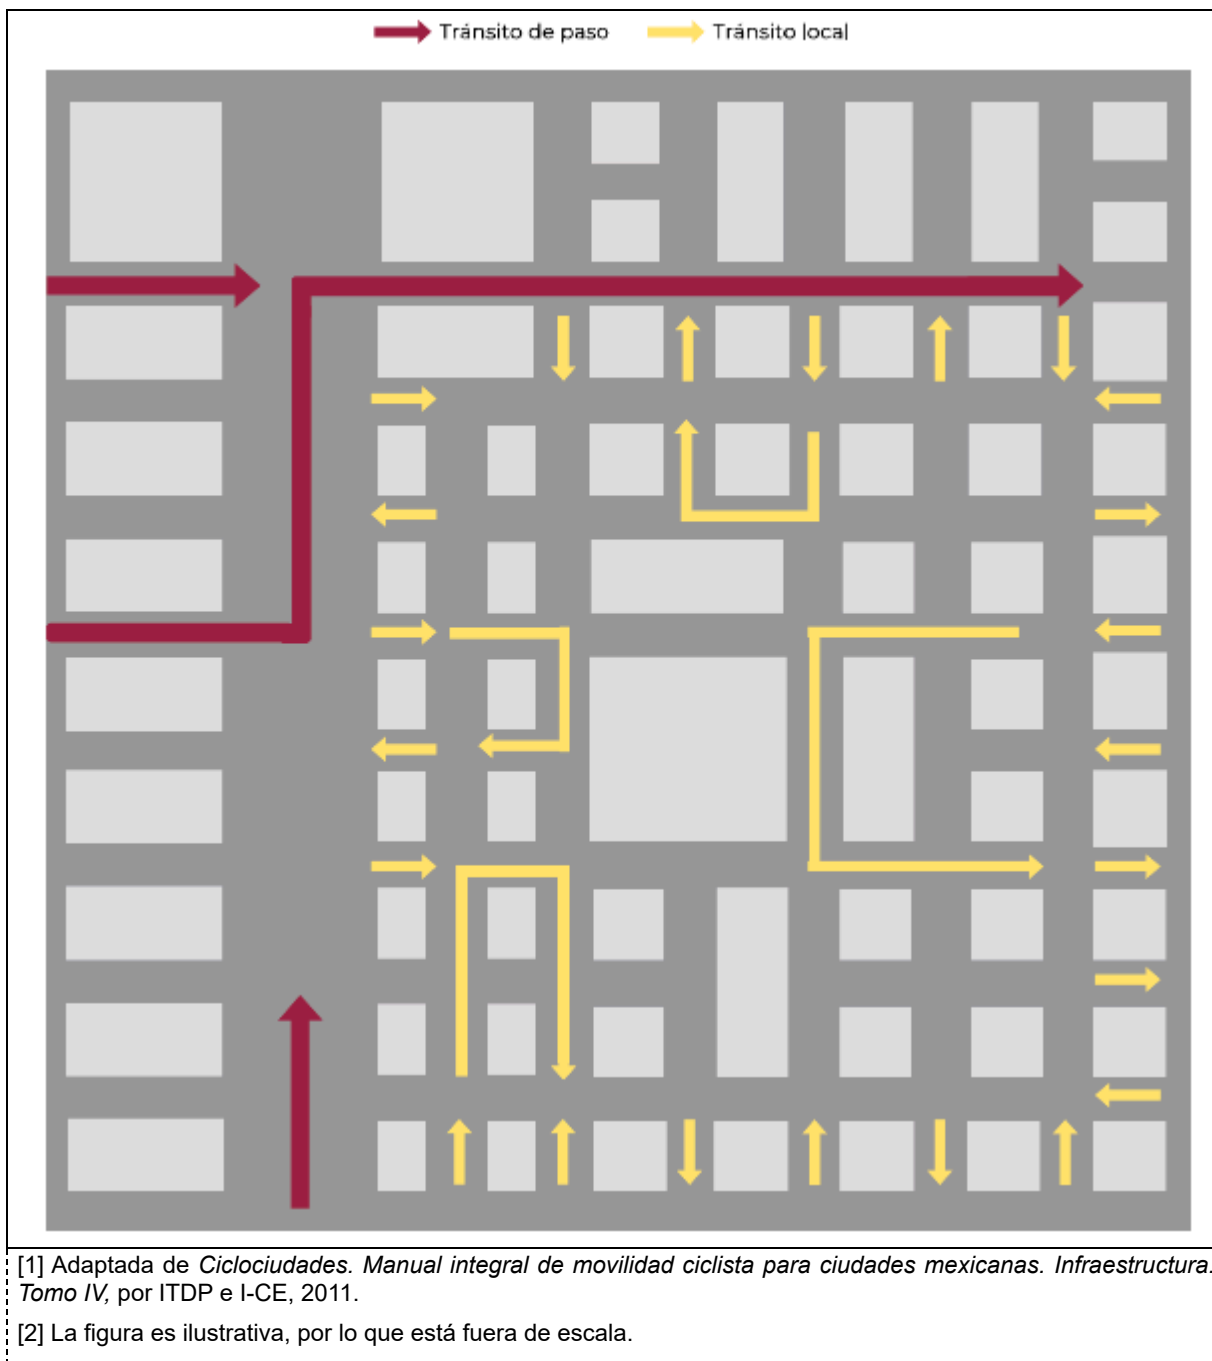 Tránsito de paso Tránsito local
[1] Adaptada de Ciclociudades. Manual integral de movilidad ciclista para ciudades mexicanas. Infraestructura.
Tomo IV, por ITDP e I-CE, 2011.
[2] La figura es ilustrativa, por lo que está fuera de escala.